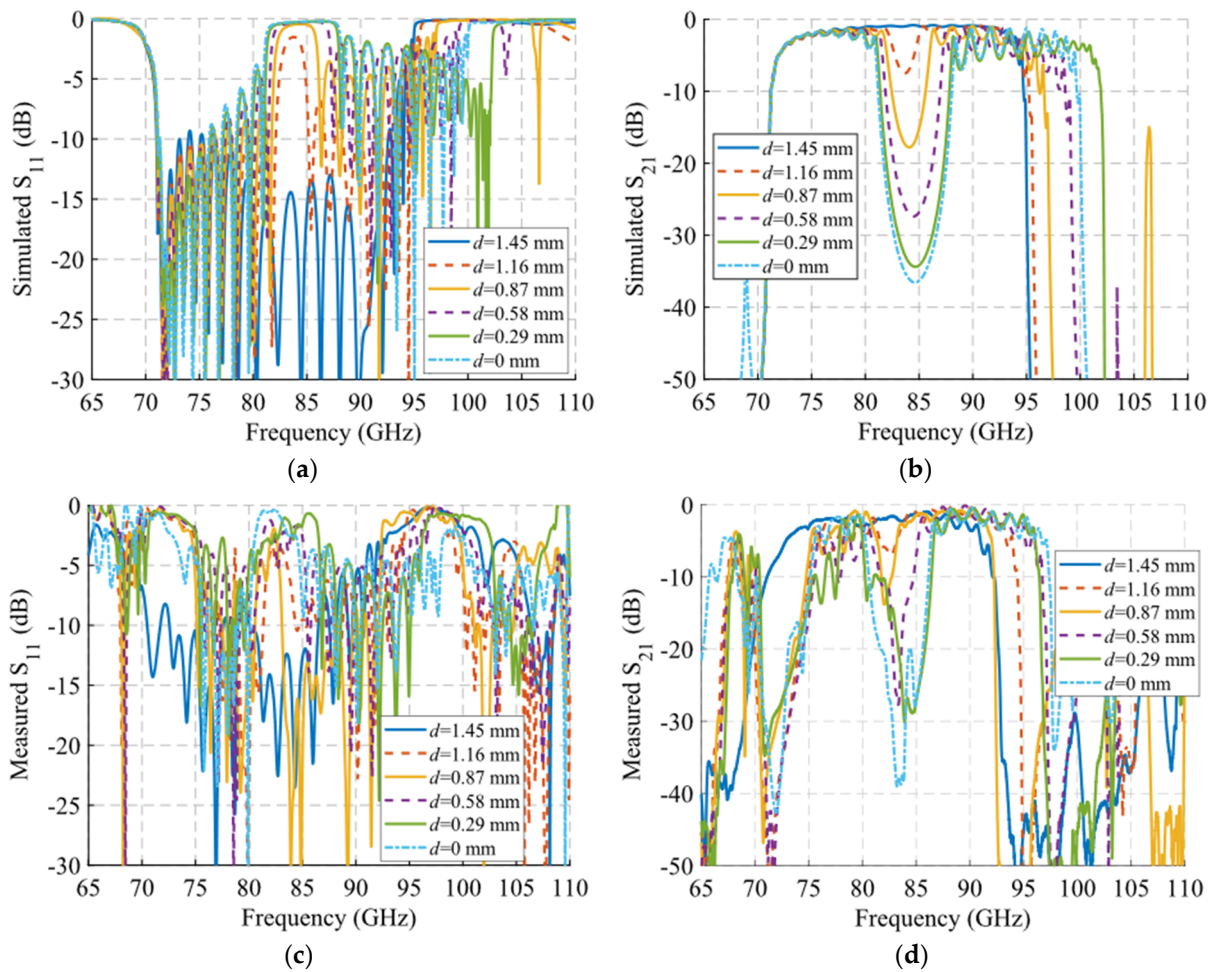 0
-5
-10
-15
-20
-25
-30
Simulated S11 (dB)
d=1.45 mm
d=1.16 mm
d=0.87 mm
d=0.58 mm
d=0.29 mm
d=0 mm
65 70 75 80 85 90 95 100 105 110
Frequency (GHz)
(a)
0
-10
-20
-30
-40
-50
Simulated S21 (dB)
d=1.45 mm
d=1.16 mm
d=0.87 mm
d=0.58 mm
d=0.29 mm
d=0 mm
65 70 75 80 85 90 95 100 105 110
Frequency (GHz)
(b)
0
-5
-10
-15
-20
-25
-30
Measured S11 (dB)
d=1.45 mm
d=1.16 mm
d=0.87 mm
d=0.58 mm
d=0.29 mm
d=0 mm
65 70 75 80 85 90 95 100 105 110
Frequency (GHz)
(c)
0
-10
-20
-30
-40
-50
Measured S21 (dB)
d=1.45 mm
d=1.16 mm
d=0.87 mm
d=0.58 mm
d=0.29 mm
d=0 mm
65 70 75 80 85 90 95 100 105 110
Frequency (GHz)
(d)